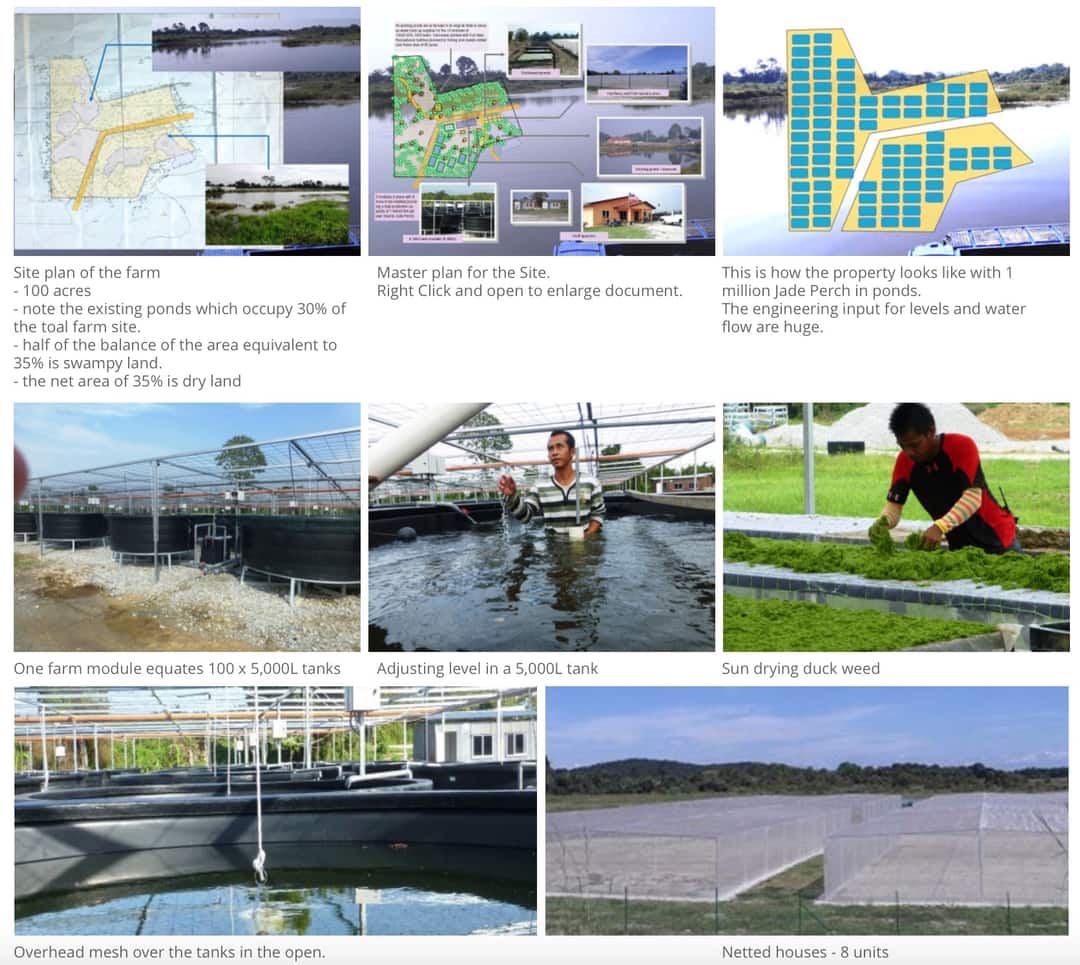 Site plan of the farm
- 100 acres
- note the existing ponds which occupy 30% of
the toal farm site.
- half of the balance of the area equivalent to
35% is swampy land.
- the net area of 35% is dry land
Master plan for the Site.
Right Click and open to enlarge document.
This is how the property looks like with 1
million Jade Perch in ponds.
The engineering input for levels and water
flow are huge.
One farm module equates 100 x 5,000L tanks
Adjusting level in a 5,000L tank
Sun drying duck weed
Overhead mesh over the tanks in the open.
Netted houses - 8 units